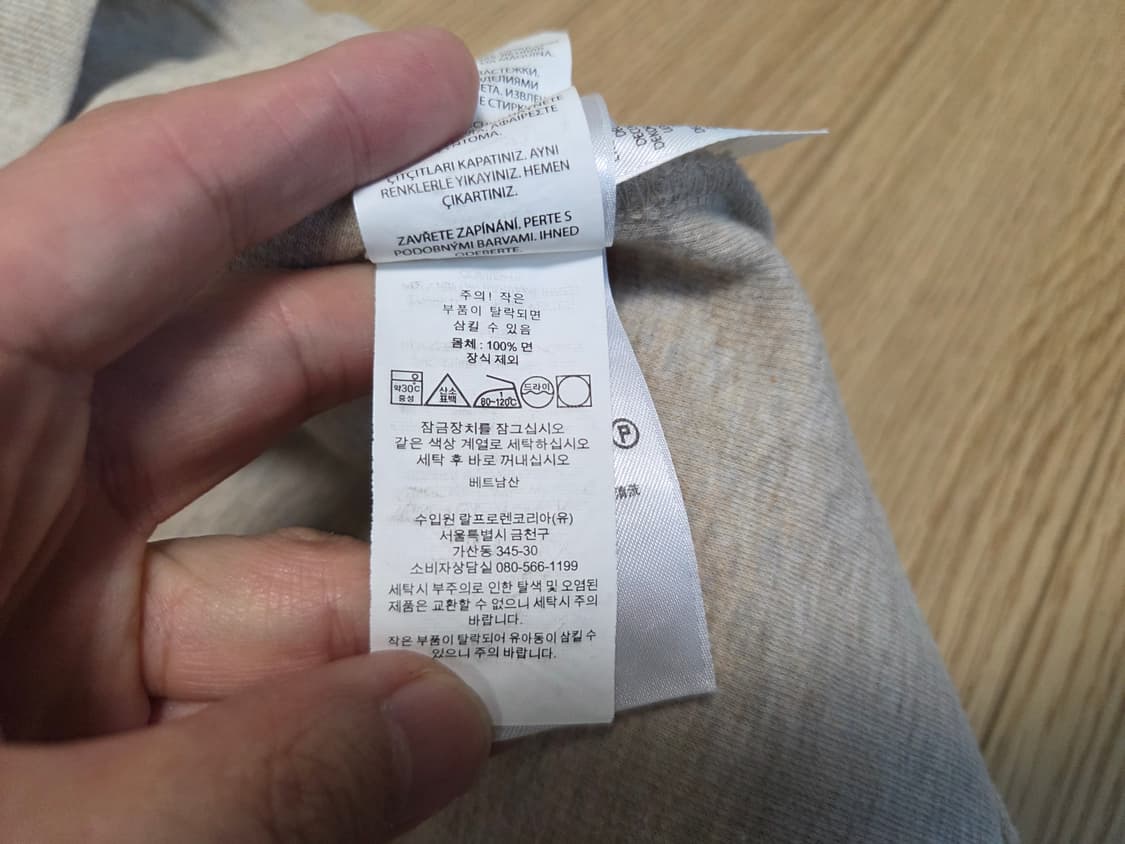 ΑΦΑΙΡΕΣΤΕ
ÇITÇITLARI KAPATINIZ. AYNI
RENKLERLE YIKAYINIZ. HEMEN
ÇIKARTINIZ.
ZAVŘETE ZAPÍNÁNÍ, PERTE S
PODOBNÝMI BARVAMI. IHNED
ODEBERTE.
주의! 작은
부품이 탈락되면
삼킬 수 있음
몸체 : 100% 면
장식 제외
약30℃
중성
산소
표백
80~120℃
드라이
잠금장치를 잠그십시오
같은 색상 계열로 세탁하십시오
세탁 후 바로 꺼내십시오
베트남산
수입원 랄프로렌코리아(유)
서울특별시 금천구
가산동 345-30
소비자상담실 080-566-1199
세탁시 부주의로 인한 탈색 및 오염된
제품은 교환할 수 없으니 세탁시 주의
바랍니다.
작은 부품이 탈락되어 유아동이 삼킬 수
있으니 주의 바랍니다.
P